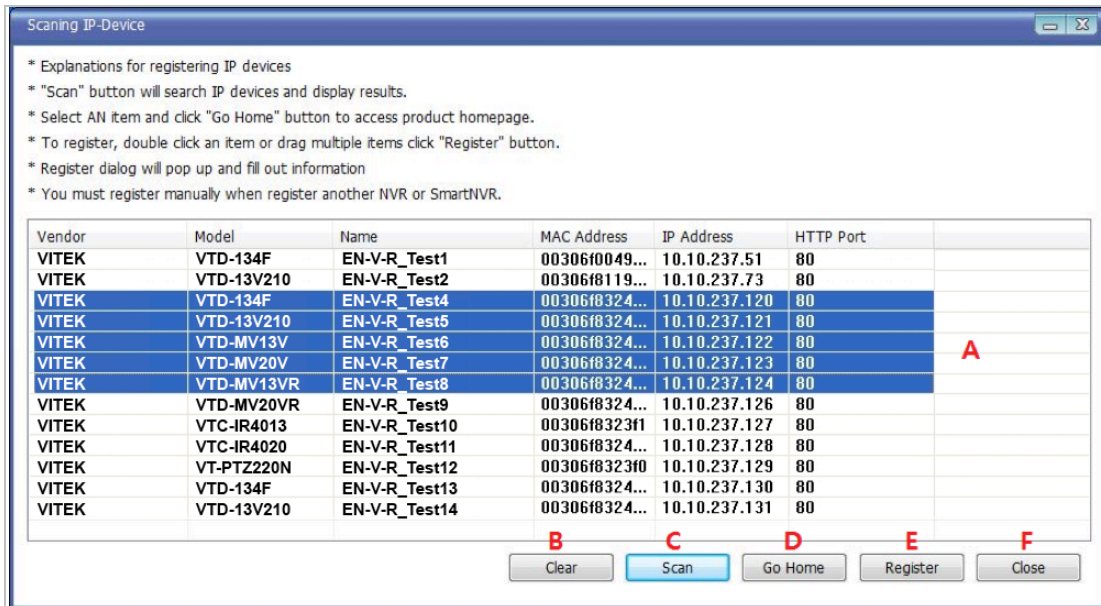 Scaning IP-Device
* Explanations for registering IP devices
* "Scan" button will search IP devices and display results.
* Select AN item and click "Go Home" button to access product homepage.
* To register, double click an item or drag multiple items click "Register" button.
* Register dialog will pop up and fill out information
* You must register manually when register another NVR or SmartNVR.
Vendor Model Name MAC Address IP Address HTTP Port
VITEK VTD-134F EN-V-R_Test1 00306f0049... 10.10.237.51 80
VITEK VTD-13V210 EN-V-R_Test2 00306f8119... 10.10.237.73 80
VITEK VTD-134F EN-V-R_Test4 00306f8324... 10.10.237.120 80
VITEK VTD-13V210 EN-V-R_Test5 00306f8324... 10.10.237.121 80
VITEK VTD-MV13V EN-V-R_Test6 00306f8324... 10.10.237.122 80
VITEK VTD-MV20V EN-V-R_Test7 00306f8324... 10.10.237.123 80
A
VITEK VTD-MV13VR EN-V-R_Test8 00306f8324... 10.10.237.124 80
VITEK VTD-MV20VR EN-V-R_Test9 00306f8324... 10.10.237.126 80
VITEK VTC-IR4013 EN-V-R_Test10 00306f8323f1 10.10.237.127 80
VITEK VTC-IR4020 EN-V-R_Test11 00306f8324... 10.10.237.128 80
VITEK VT-PTZ220N EN-V-R_Test12 00306f8323f0 10.10.237.129 80
VITEK VTD-134F EN-V-R_Test13 00306f8324... 10.10.237.130 80
VITEK VTD-13V210 EN-V-R_Test14 00306f8324... 10.10.237.131 80
B C D E F
Clear Scan Go Home Register Close